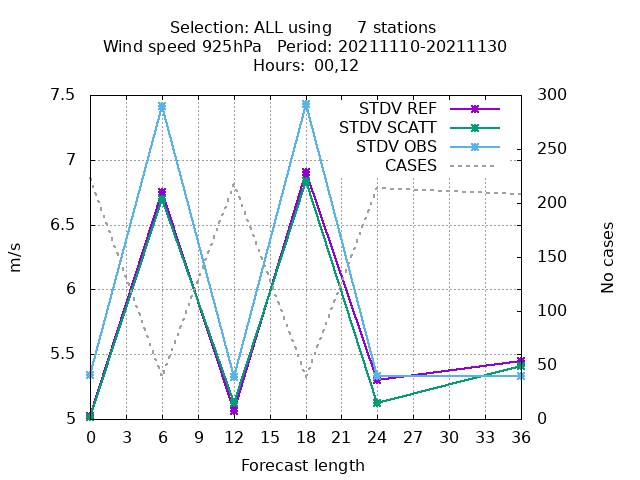 Selection: ALL using     7 stations
Wind speed 925hPa   Period: 20211110-20211130
Hours:  00,12
7.5
7
6.5
6
5.5
5
m/s
300
250
200
150
100
50
0
No cases
STDV REF
STDV SCATT
STDV OBS
CASES
0 3 6 9 12 15 18 21 24 27 30 33 36
Forecast length